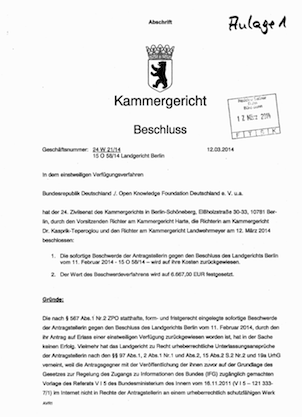 Abschrift
Anlage 1
Kammergericht
Beschluss
12 März 2014
Geschäftsnummer: 24 W 21/14 12.03.2014
15 O 58/14 Landgericht Berlin
In dem einstweiligen Verfügungsverfahren
Bundesrepublik Deutschland ./. Open Knowledge Foundation Deutschland e. V. u.a.
hat der 24. Zivilsenat des Kammergerichts in Berlin-Schöneberg, Elßholzstraße 30-33, 10781 Ber-
lin, durch den Vorsitzenden Richter am Kammergericht Harte, die Richterin am Kammergericht
Dr. Kasprik-Teperoglou und den Richter am Kammergericht Landwehrmeyer am 12. März 2014
beschlossen:
1. Die sofortige Beschwerde der Antragstellerin gegen den Beschluss des Landgerichts Berlin
vom 11. Februar 2014 - 15 O 58/14 – wird auf ihre Kosten zurückgewiesen.
2. Der Wert des Beschwerdeverfahrens wird auf 6.667,00 EUR festgesetzt.
Gründe:
Die nach § 567 Abs.1 Nr.2 ZPO statthafte, form- und fristgerecht eingelegte sofortige Beschwerde
der Antragstellerin gegen den Beschluss des Landgerichts Berlin vom 11. Februar 2014, durch den
ihr Antrag auf Erlass einer einstweiligen Verfügung zurückgewiesen worden ist, hat in der Sache
keinen Erfolg. Vielmehr hat das Landgericht zu Recht urheberrechtliche Unterlassungsansprüche
der Antragstellerin nach den §§ 97 Abs.1, 2 Abs.1 Nr.1 und Abs.2, 15 Abs.2 S.2 Nr.2 und 19a UrhG
verneint, weil die Antragsgegner mit der Veröffentlichung der ihnen zuvor auf der Grundlage des
Gesetzes zur Regelung des Zugangs zu Informationen des Bundes (IFG) zugänglich gemachten
Vorlage des Referats V I 5 des Bundesministeriums des Innern vom 16.11.2011 (V I 5 – 121 333-
7/1) im Internet nicht in Rechte der Antragstellerin an einem urheberrechtlich schutzfähigen Werk